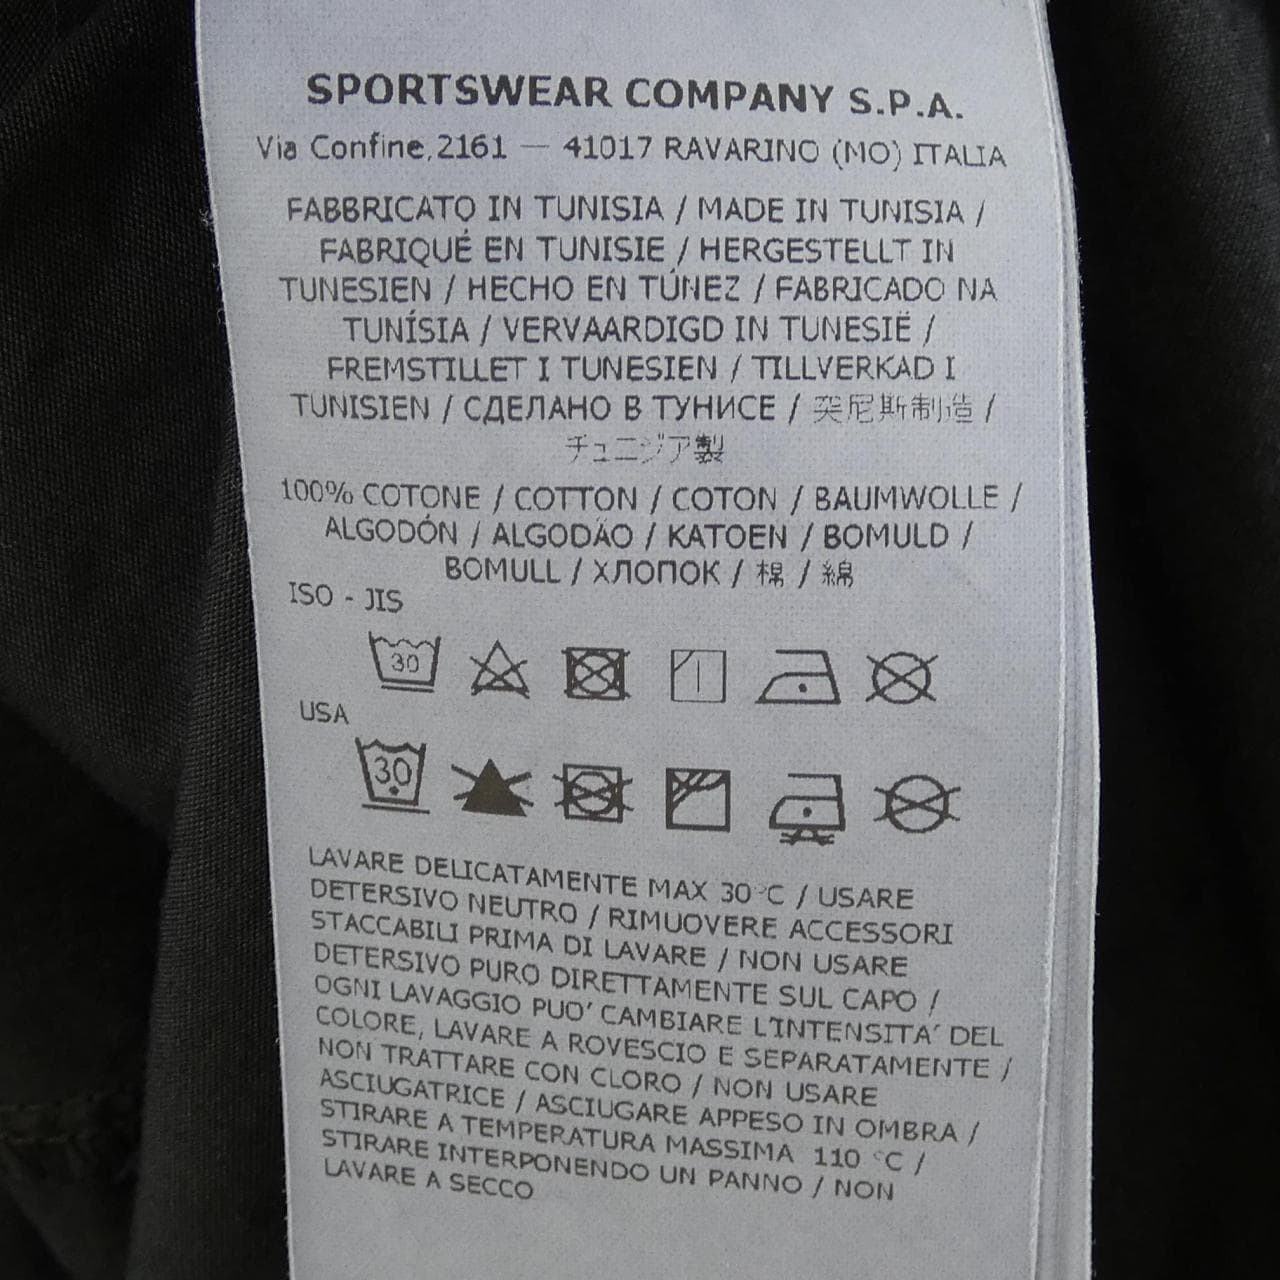 SPORTSWEAR COMPANY S.P.A.
Via Confine,2161 — 41017 RAVARINO (MO) ITALIA
FABBRICATO IN TUNISIA / MADE IN TUNISIA /
FABRIQUÉ EN TUNISIE / HERGESTELLT IN
TUNESIEN / HECHO EN TÚNEZ / FABRICADO NA
TUNÍSIA / VERVAARDIGD IN TUNESIË /
FREMSTILLET I TUNESIEN / TILLVERKAD I
TUNISIEN / СДЕЛАНО В ТУНИСЕ / 突尼斯制造 /
チュニジア製
100% COTONE / COTTON / COTON / BAUMWOLLE /
ALGODÓN / ALGODÃO / KATOEN / BOMULD /
BOMULL / ХЛОПОК / 棉 / 綿
ISO - JIS
30
USA
30
LAVARE DELICATAMENTE MAX 30°C / USARE
DETERSIVO NEUTRO / RIMUOVERE ACCESSORI
STACCABILI PRIMA DI LAVARE / NON USARE
DETERSIVO PURO DIRETTAMENTE SUL CAPO /
OGNI LAVAGGIO PUO' CAMBIARE L'INTENSITA' DEL
COLORE, LAVARE A ROVESCIO E SEPARATAMENTE /
NON TRATTARE CON CLORO / NON USARE
ASCIUGATRICE / ASCIUGARE APPESO IN OMBRA /
STIRARE A TEMPERATURA MASSIMA 110 °C /
STIRARE INTERPONENDO UN PANNO / NON
LAVARE A SECCO